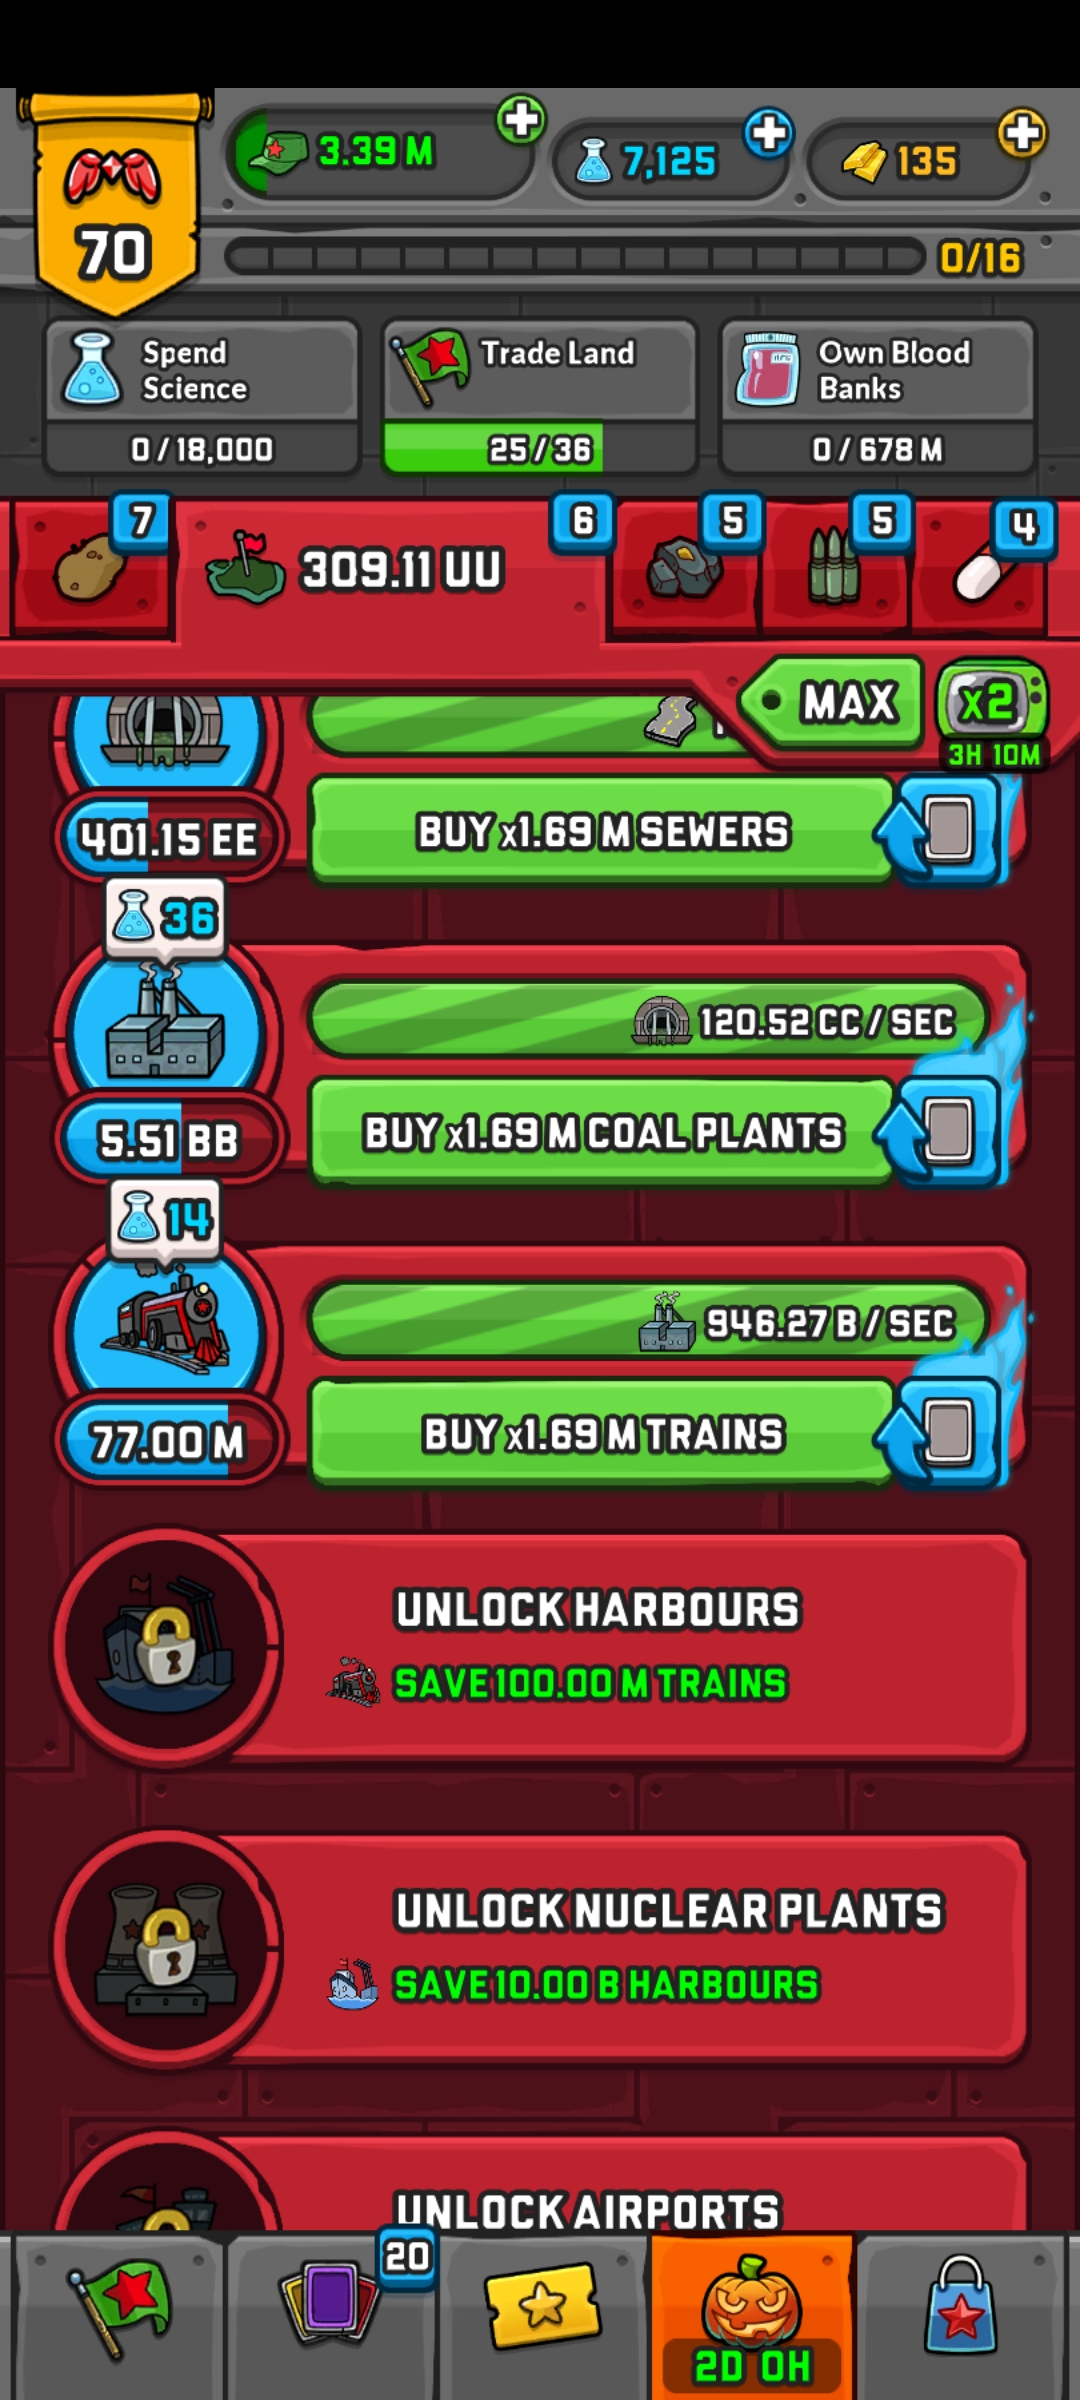 3.39 M
7,125
135
70
0/16
Spend
Science
0 / 18,000
Trade Land
25 / 36
Own Blood
Banks
0 / 678 M
7
309.11 UU
6
5
5
4
MAX
x2
3H 10M
401.15 EE
BUY x1.69 M SEWERS
36
120.52 CC / SEC
5.51 BB
BUY x1.69 M COAL PLANTS
14
946.27 B / SEC
77.00 M
BUY x1.69 M TRAINS
UNLOCK HARBOURS
SAVE 100.00 M TRAINS
UNLOCK NUCLEAR PLANTS
SAVE 10.00 B HARBOURS
UNLOCK AIRPORTS
20
2D 0H